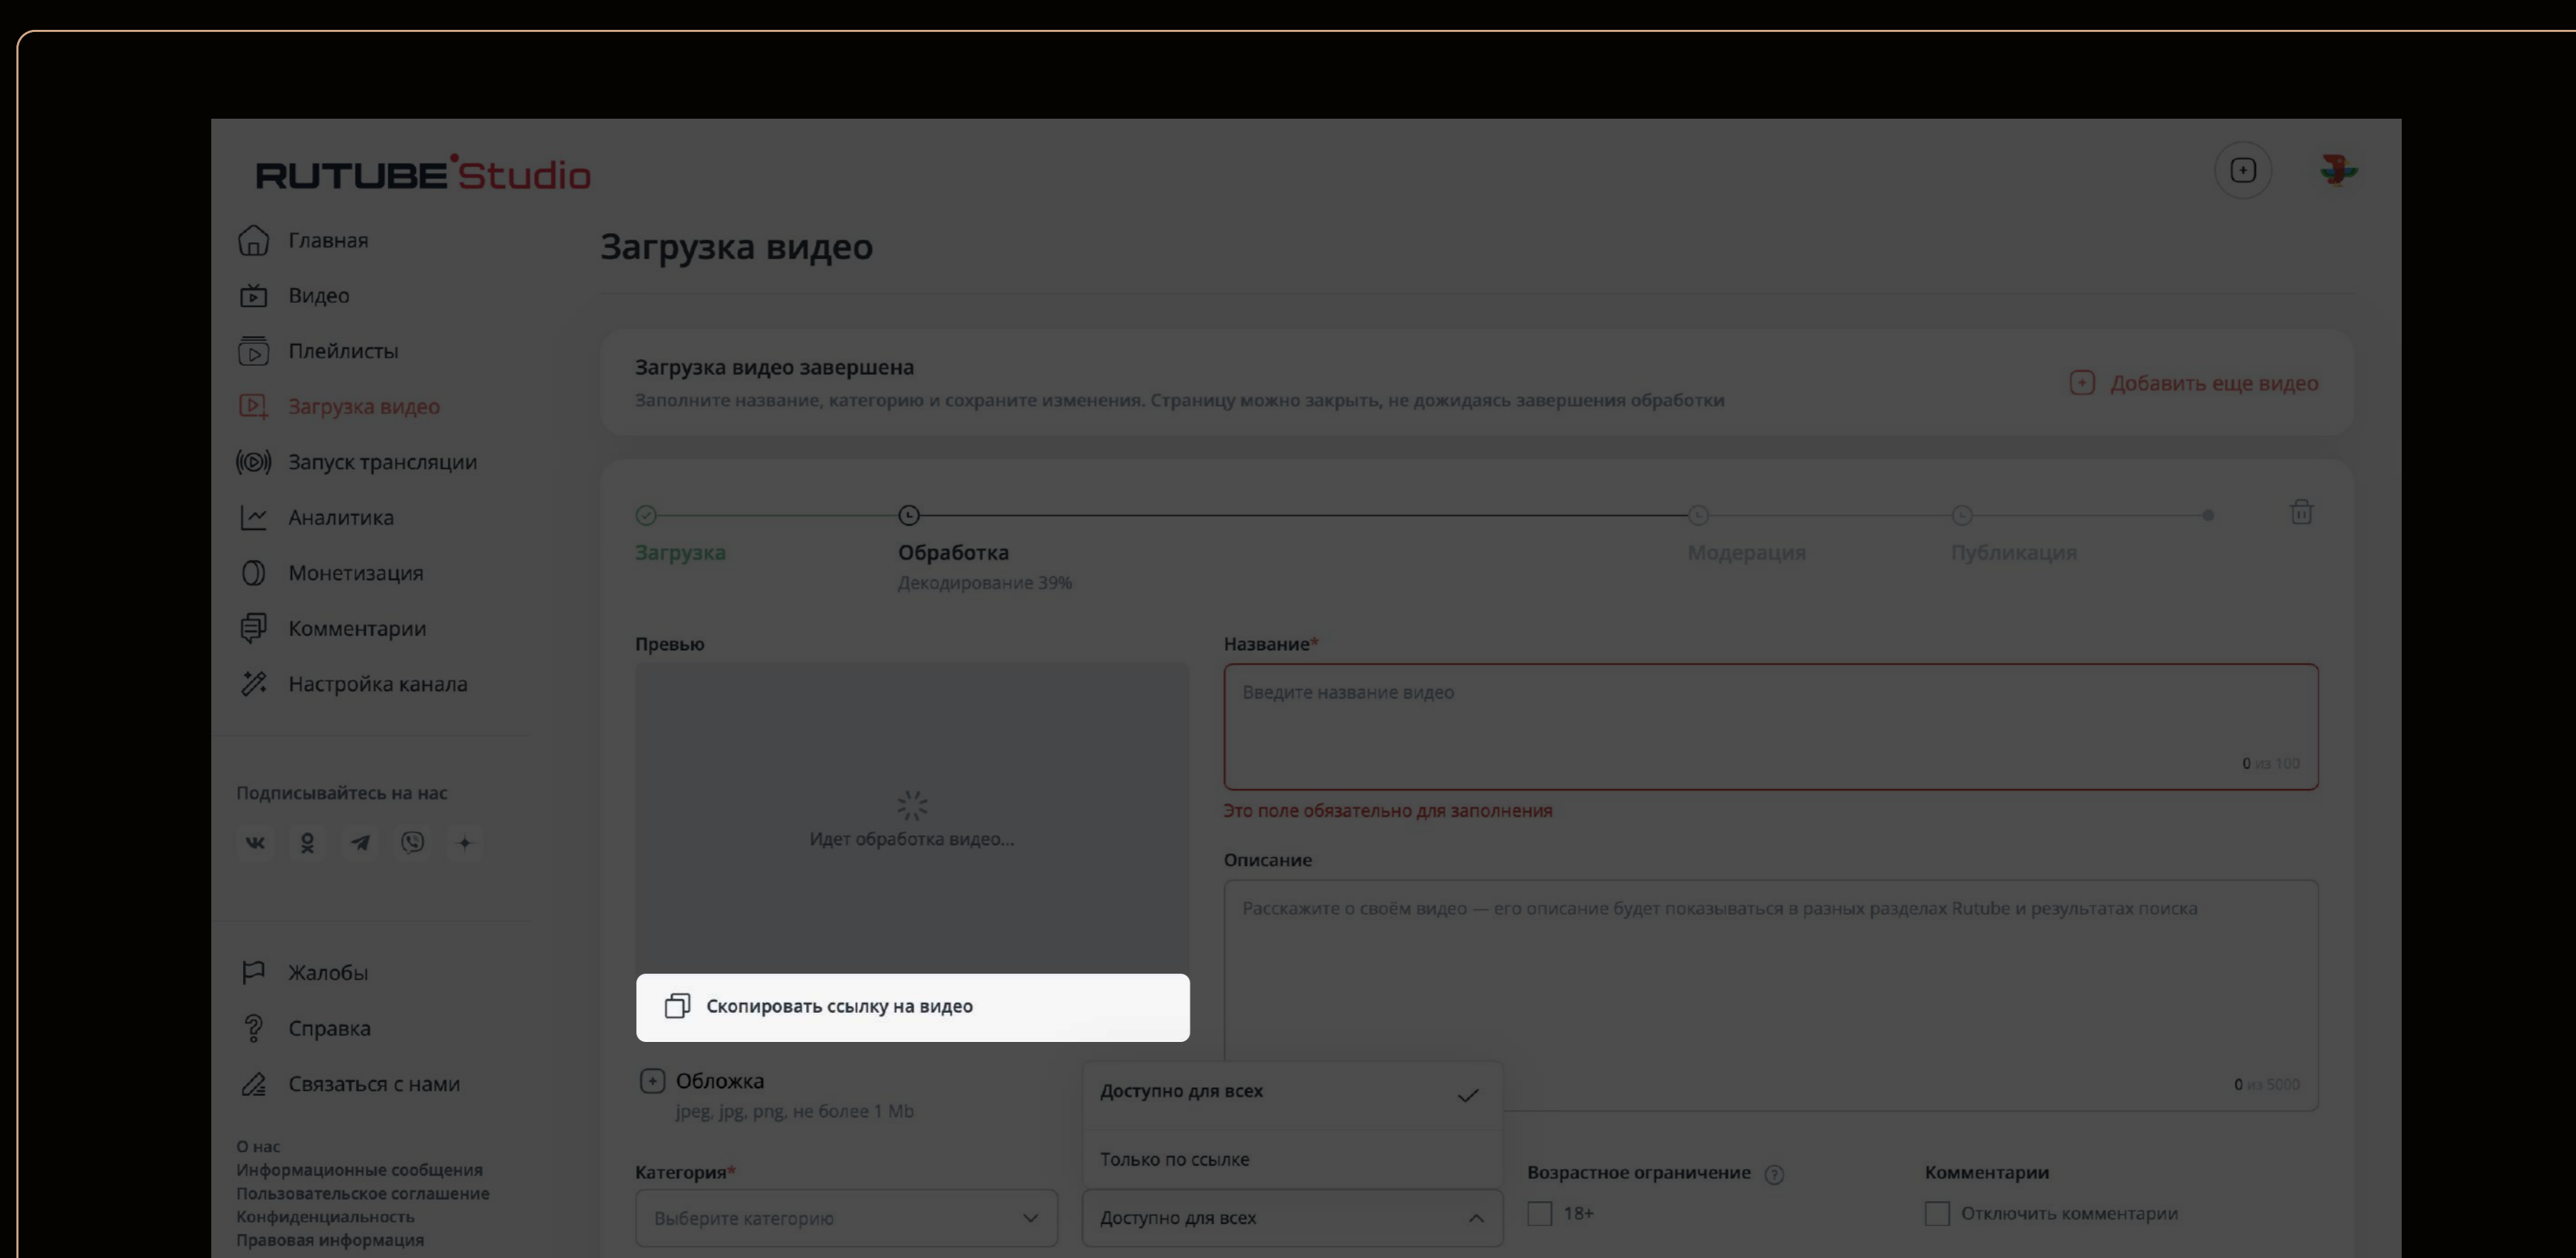 RUTUBE Studio
Главная
Видео
Плейлисты
Загрузка видео
Запуск трансляции
Аналитика
Монетизация
Комментарии
Настройка канала
Подписывайтесь на нас
Жалобы
Справка
Связаться с нами
О нас
Информационные сообщения
Пользовательское соглашение
Конфиденциальность
Правовая информация
Загрузка видео
Загрузка видео завершена
Заполните название, категорию и сохраните изменения. Страницу можно закрыть, не дожидаясь завершения обработки
Добавить еще видео
Загрузка
Обработка
Декодирование 39%
Модерация
Публикация
Превью
Идет обработка видео...
Скопировать ссылку на видео
Обложка
jpeg, jpg, png, не более 1 Mb
Название*
Введите название видео
0 из 100
Это поле обязательно для заполнения
Описание
Расскажите о своём видео — его описание будет показываться в разных разделах Rutube и результатах поиска
0 из 5000
Категория*
Выберите категорию
Доступно для всех
Только по ссылке
Доступно для всех
Возрастное ограничение
18+
Комментарии
Отключить комментарии